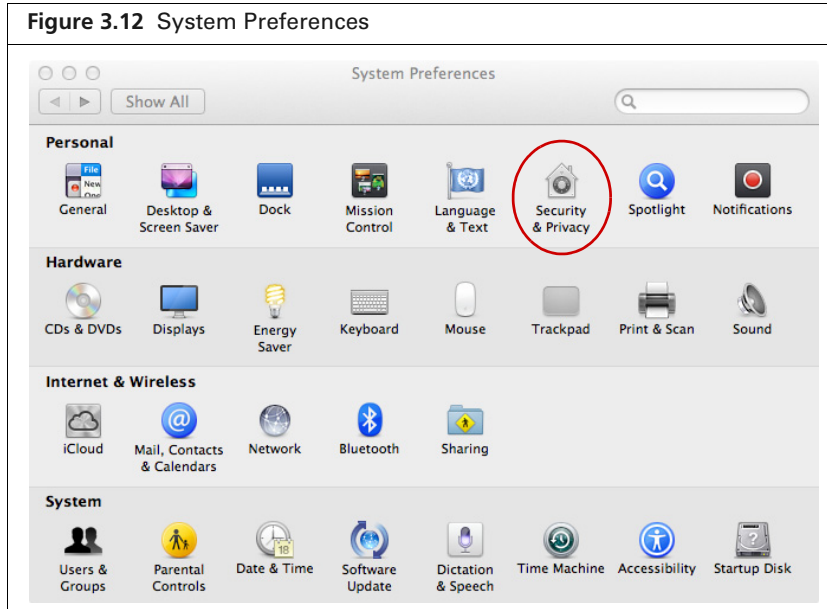 Figure 3.12 System Preferences
System Preferences
Show All
Personal
File
New
General
Desktop &
Screen Saver
Dock
Mission
Control
Language
& Text
Security
& Privacy
Spotlight
Notifications
Hardware
CDs & DVDs
Displays
Energy
Saver
Keyboard
Mouse
Trackpad
Print & Scan
Sound
Internet & Wireless
iCloud
@
Mail, Contacts
& Calendars
Network
Bluetooth
Sharing
System
Users &
Groups
Parental
Controls
18
Date & Time
Software
Update
Dictation
& Speech
Time Machine
Accessibility
?
Startup Disk